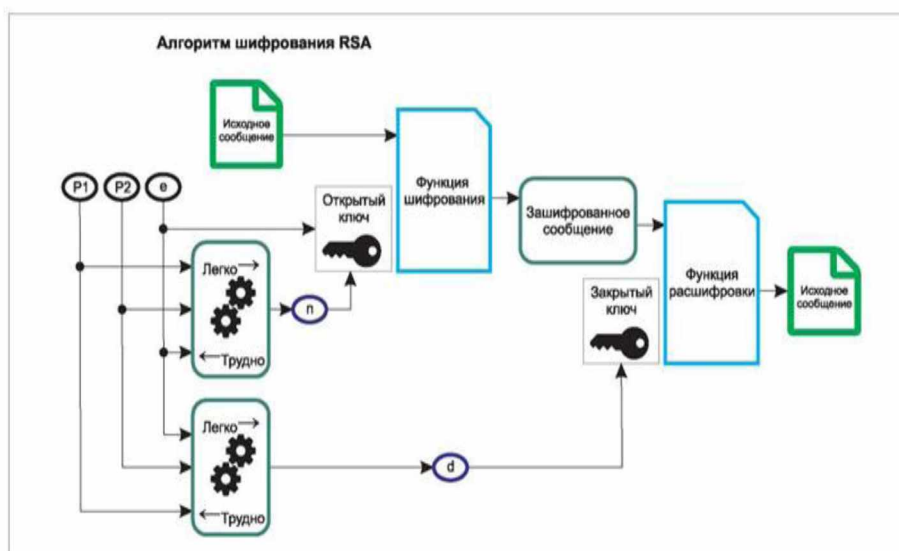 Алгоритм шифрования RSA
Исходное
сообщение
P1
P2
e
Открытый
ключ
Функция
шифрования
Зашифрованное
сообщение
Легко→
←Трудно
n
Закрытый
ключ
Функция
расшифровки
Исходное
сообщение
Легко→
←Трудно
d